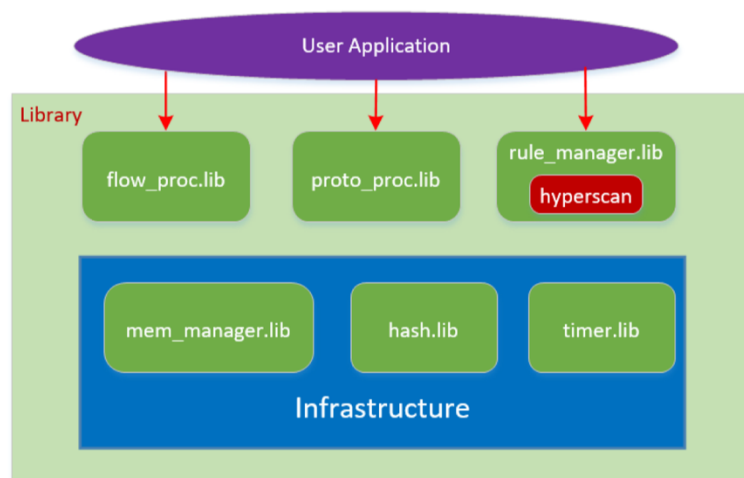 User Application
Library
flow_proc.lib
proto_proc.lib
rule_manager.lib
hyperscan
mem_manager.lib
hash.lib
timer.lib
Infrastructure